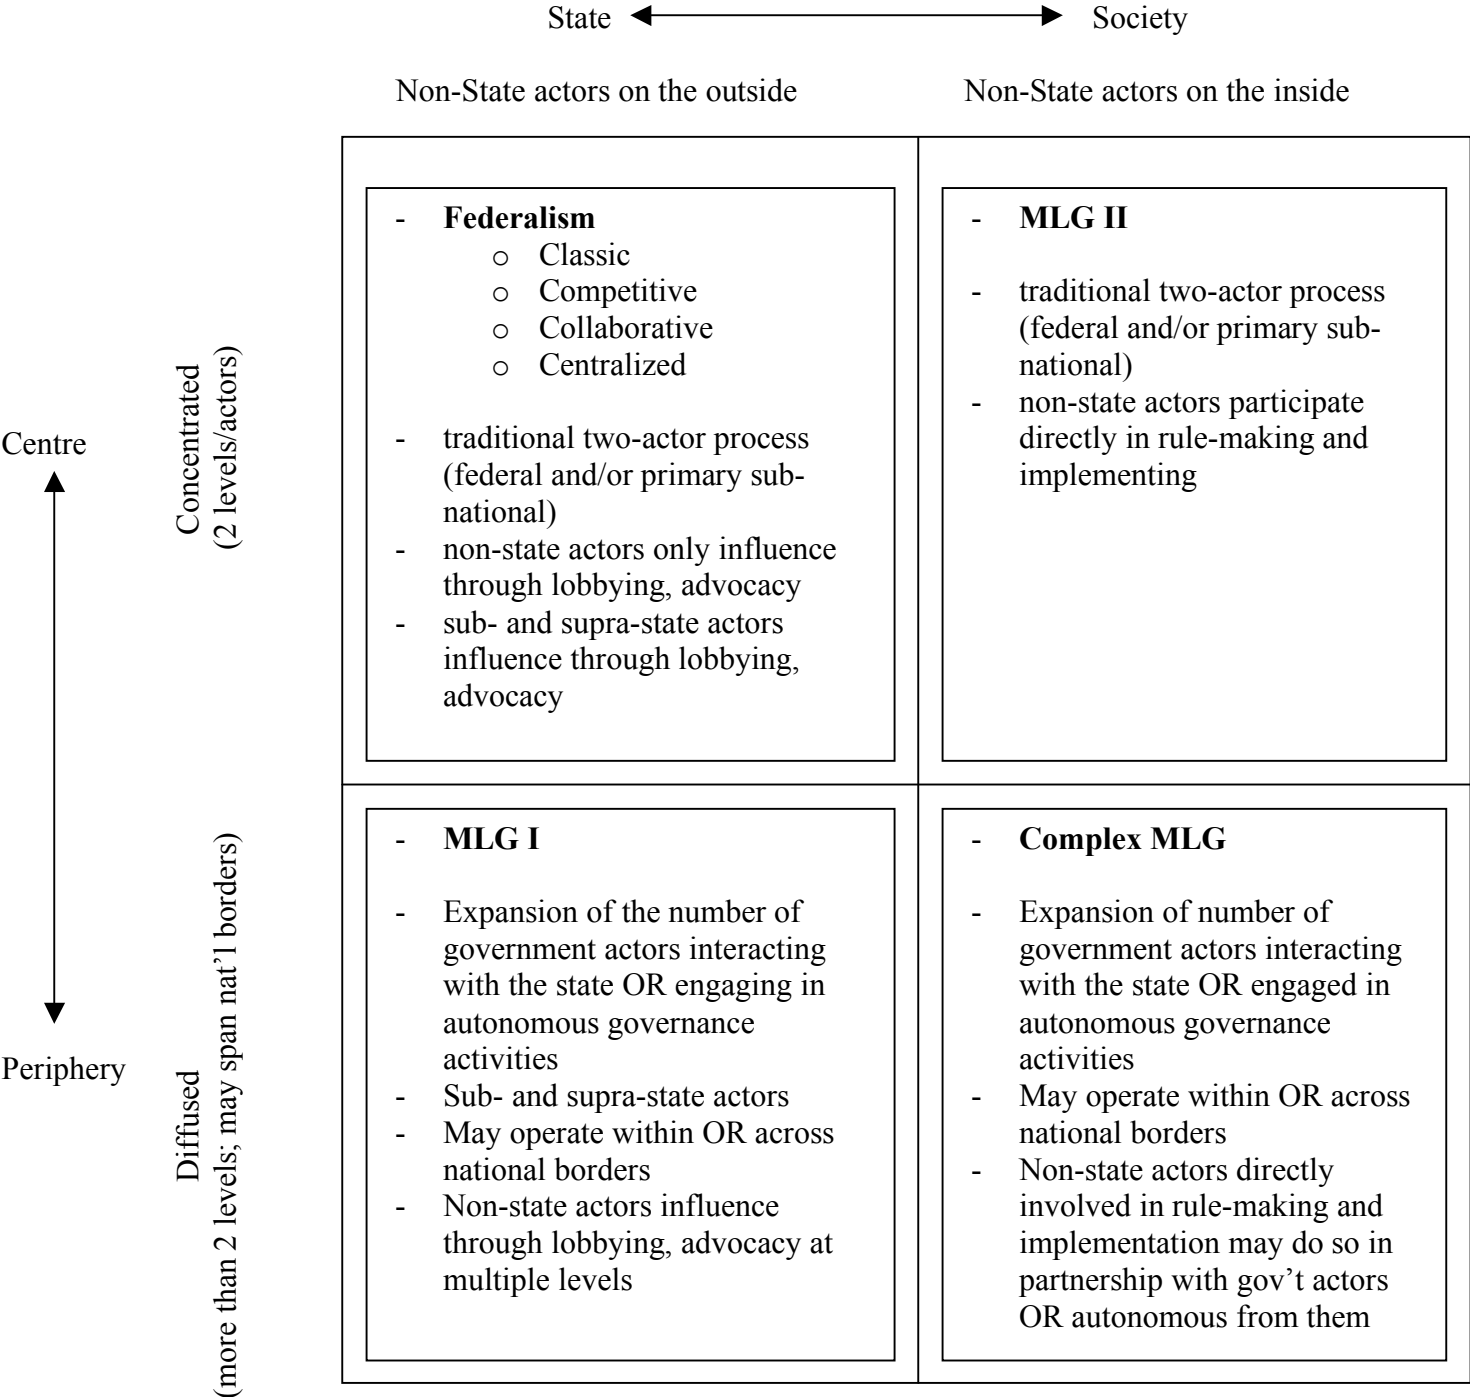 State Society
Non-State actors on the outside Non-State actors on the inside
Centre
Periphery
Concentrated
(2 levels/actors)
- Federalism
o Classic
o Competitive
o Collaborative
o Centralized
- traditional two-actor process
(federal and/or primary sub-
national)
- non-state actors only influence
through lobbying, advocacy
- sub- and supra-state actors
influence through lobbying,
advocacy
- MLG II
- traditional two-actor process
(federal and/or primary sub-
national)
- non-state actors participate
directly in rule-making and
implementing
Diffused
(more than 2 levels; may span nat’l borders)
- MLG I
- Expansion of the number of
government actors interacting
with the state OR engaging in
autonomous governance
activities
- Sub- and supra-state actors
- May operate within OR across
national borders
- Non-state actors influence
through lobbying, advocacy at
multiple levels
- Complex MLG
- Expansion of number of
government actors interacting
with the state OR engaged in
autonomous governance
activities
- May operate within OR across
national borders
- Non-state actors directly
involved in rule-making and
implementation may do so in
partnership with gov’t actors
OR autonomous from them